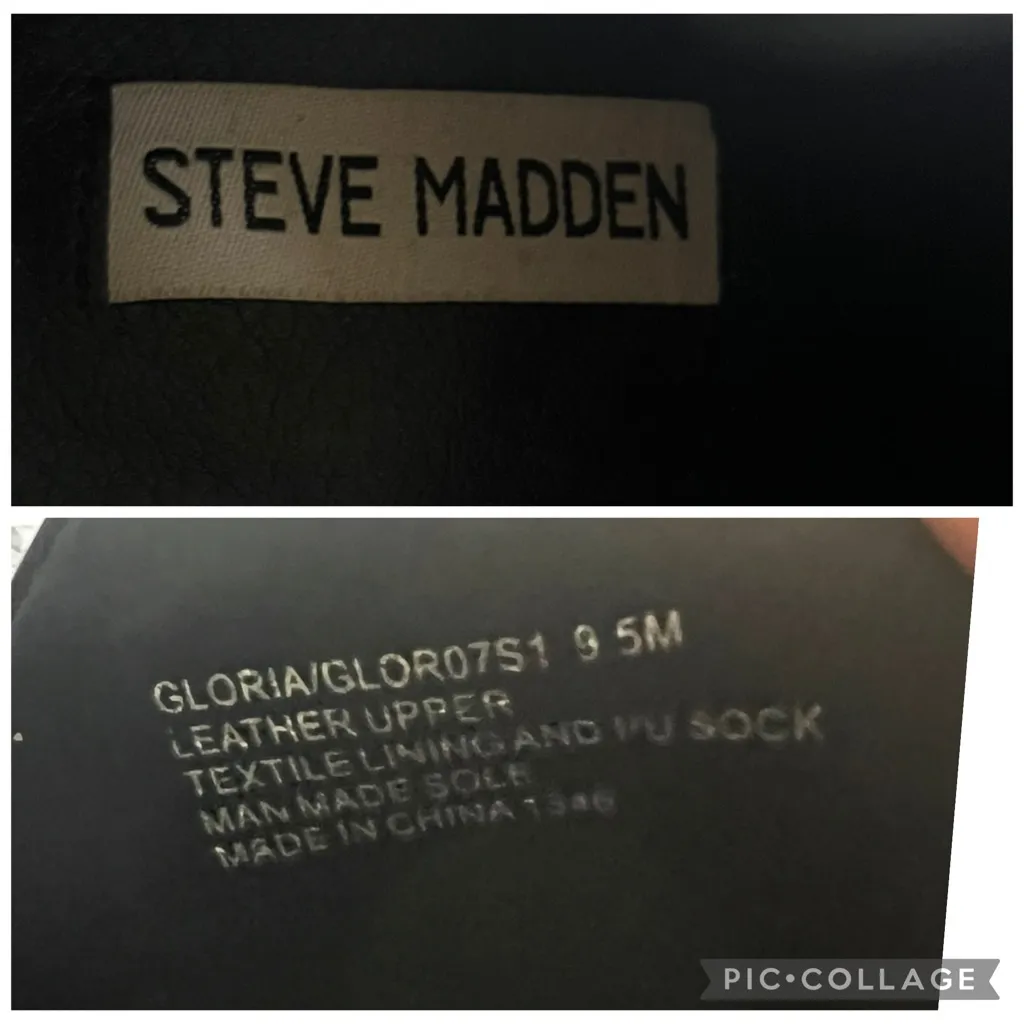 STEVE MADDEN
GLORIA/GLOR07S1 9 5M
LEATHER UPPER
TEXTILE LINING AND PU SOCK
MAN MADE SOLE
MADE IN CHINA
PIC•COLLAGE